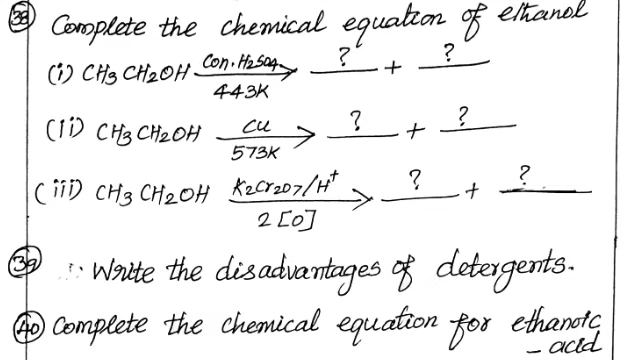 38) Complete the chemical equation of ethanol
(i) CH3 CH2OH Con. H2SO4 443K → ? + ?
(ii) CH3 CH2OH Cu 573K → ? + ?
(iii) CH3 CH2OH K2Cr2O7/H+ 2 [O] → ? + ?
39) Write the disadvantages of detergents.
40) Complete the chemical equation for ethanoic
- acid